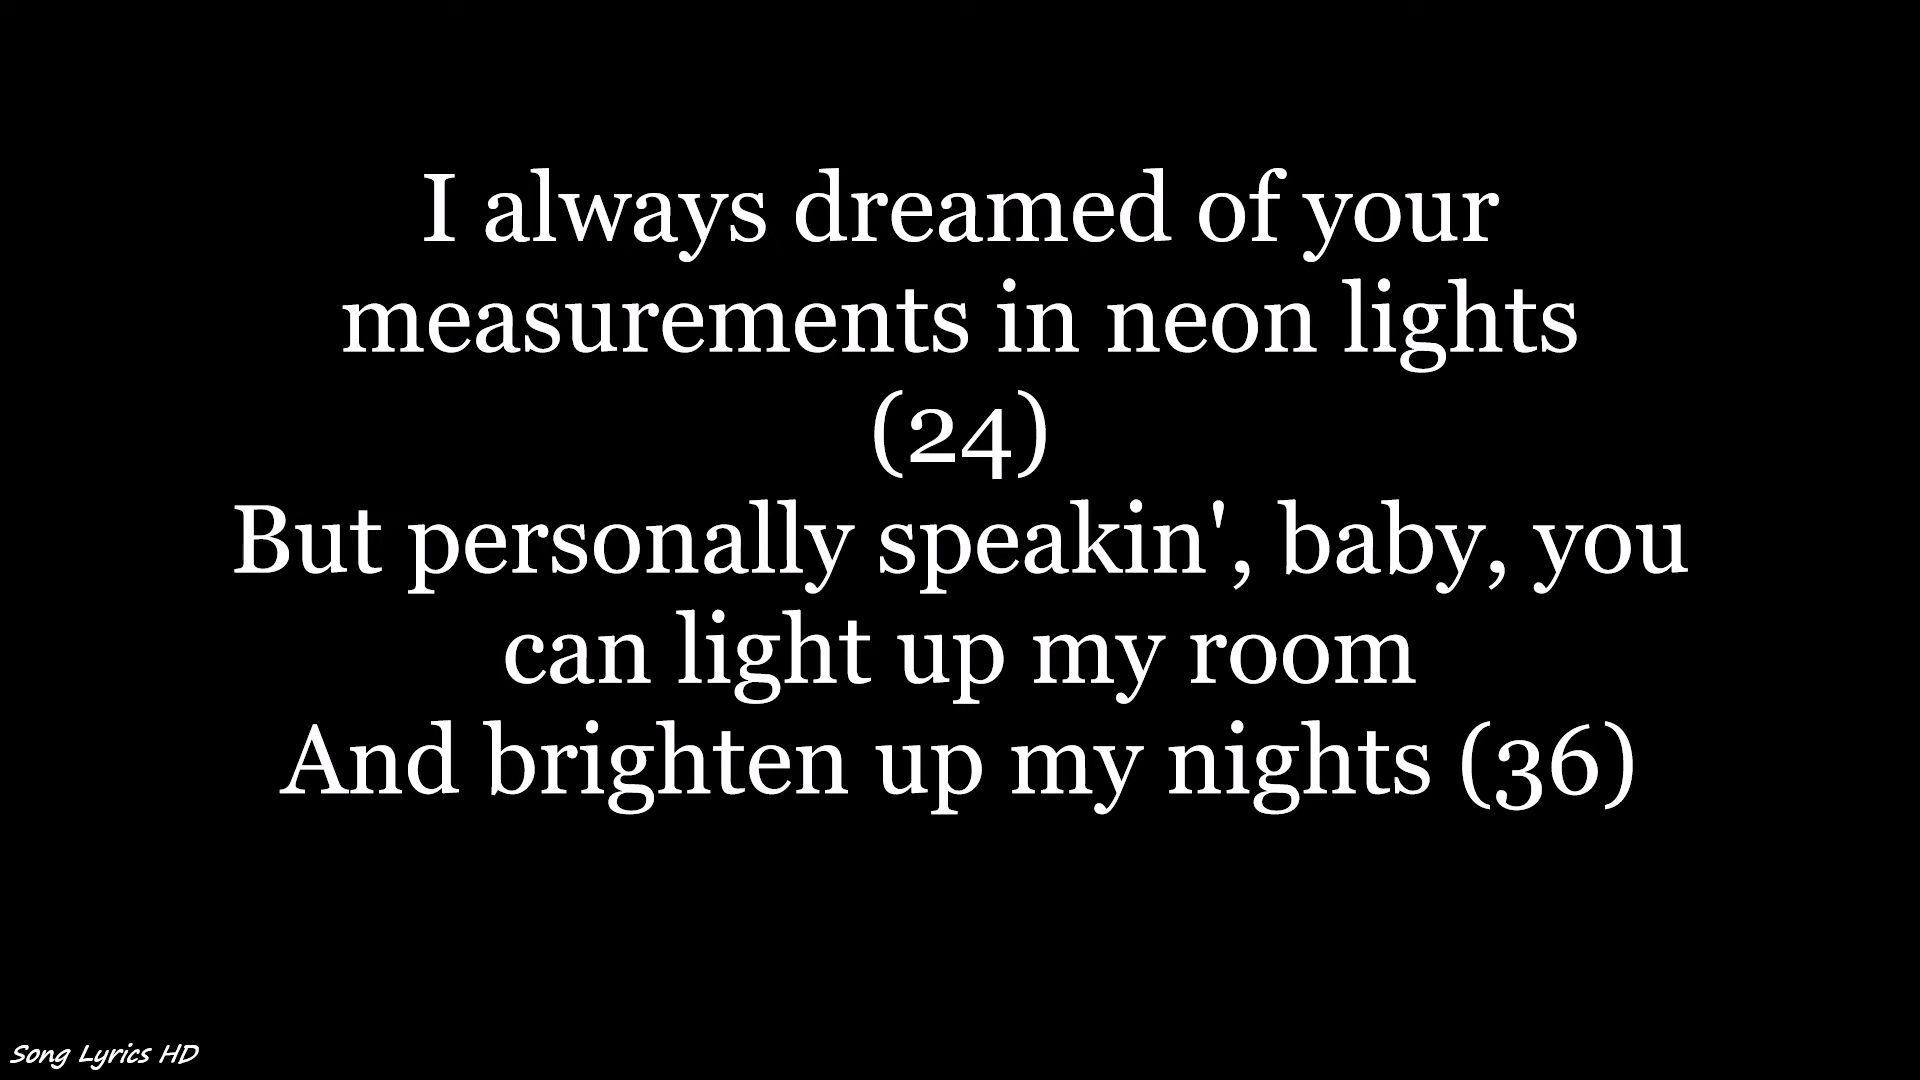 I always dreamed of your
measurements in neon lights
(24)
But personally speakin', baby, you
can light up my room
And brighten up my nights (36)
Song Lyrics HD